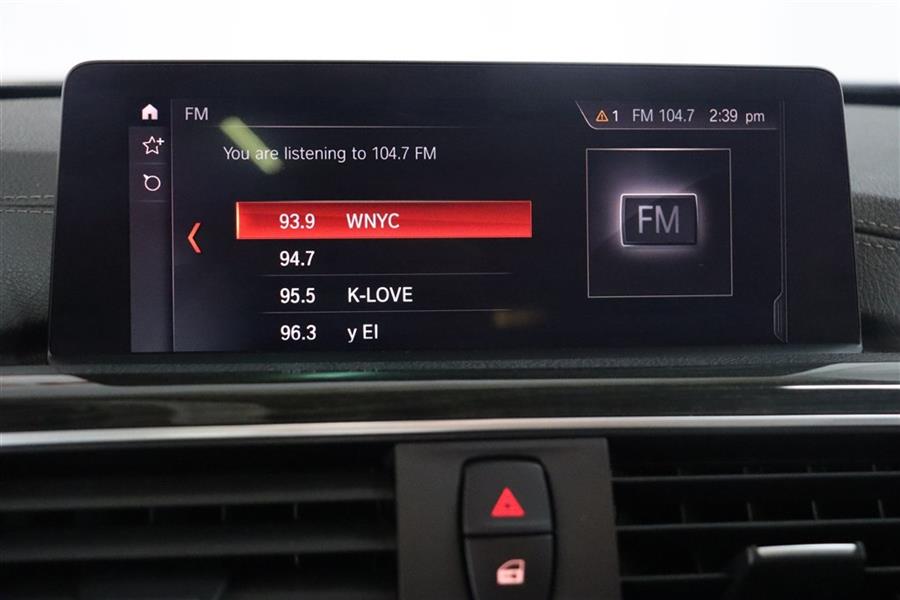 FM
1 FM 104.7 2:39 pm
You are listening to 104.7 FM
93.9 WNYC
94.7
95.5 K-LOVE
96.3 y El
FM